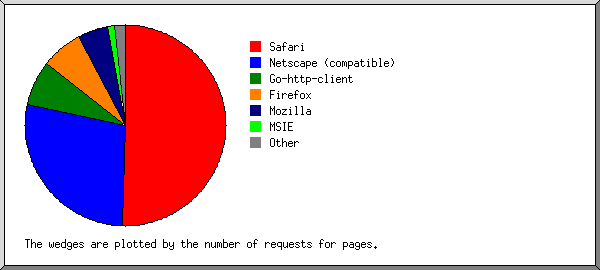 Safari
Netscape (compatible)
Go-http-client
Firefox
Mozilla
MSIE
Other
The wedges are plotted by the number of requests for pages.